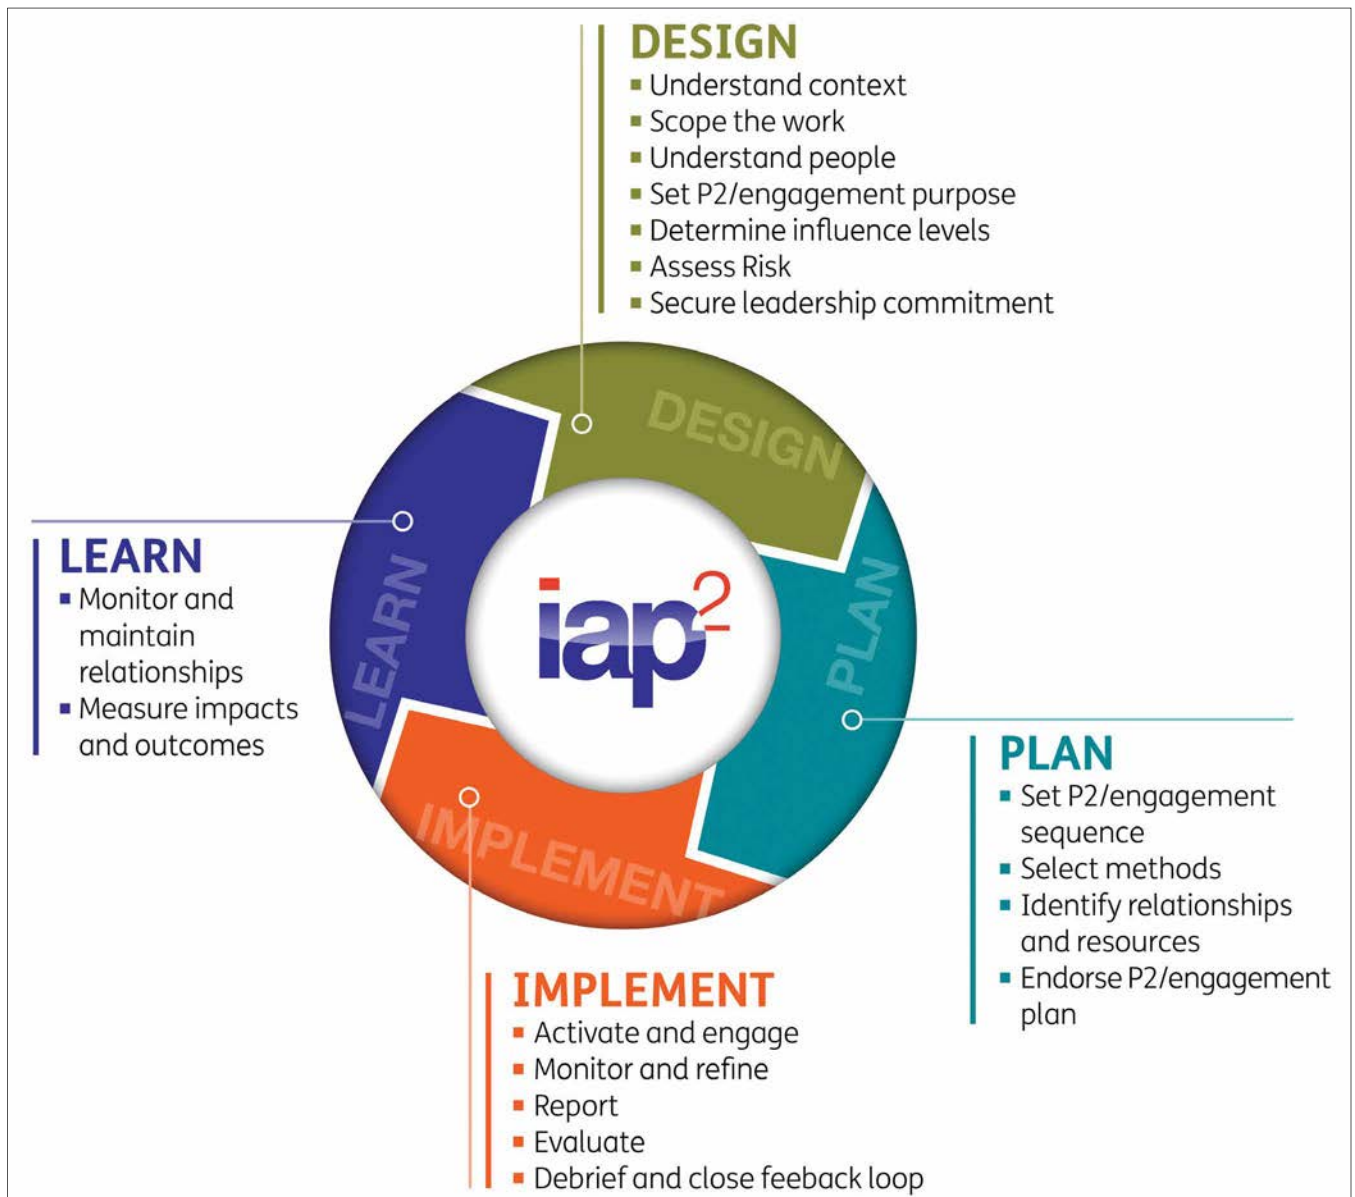 DESIGN
▪ Understand context
▪ Scope the work
▪ Understand people
▪ Set P2/engagement purpose
▪ Determine influence levels
▪ Assess Risk
▪ Secure leadership commitment
DESIGN
PLAN
IMPLEMENT
LEARN
iap2
LEARN
▪ Monitor and
maintain
relationships
▪ Measure impacts
and outcomes
PLAN
▪ Set P2/engagement
sequence
▪ Select methods
▪ Identify relationships
and resources
▪ Endorse P2/engagement
plan
IMPLEMENT
▪ Activate and engage
▪ Monitor and refine
▪ Report
▪ Evaluate
▪ Debrief and close feeback loop